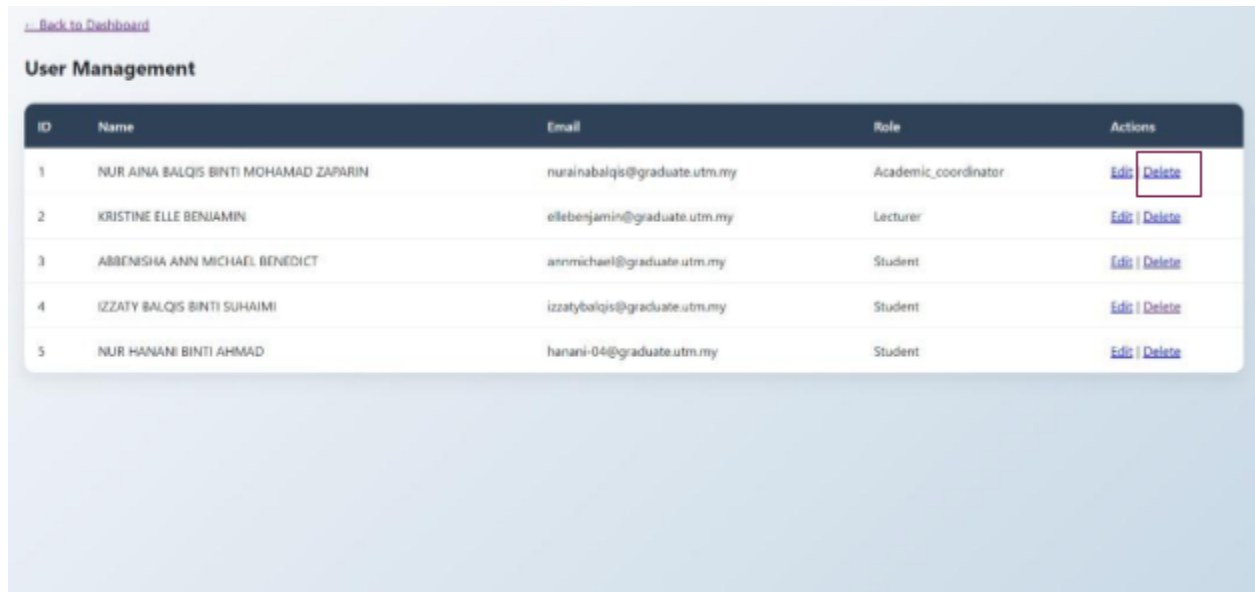 ← Back to Dashboard
User Management
ID Name Email Role Actions
1 NUR AINA BALQIS BINTI MOHAMAD ZAPARIN nurainabalqis@graduate.utm.my Academic_coordinator Edit | Delete
2 KRISTINE ELLE BENJAMIN ellebenjamin@graduate.utm.my Lecturer Edit | Delete
3 ABBENISHA ANN MICHAEL BENEDICT annmichael@graduate.utm.my Student Edit | Delete
4 IZZATY BALQIS BINTI SUHAIMI izzatybalqis@graduate.utm.my Student Edit | Delete
5 NUR HANANI BINTI AHMAD hanani-04@graduate.utm.my Student Edit | Delete